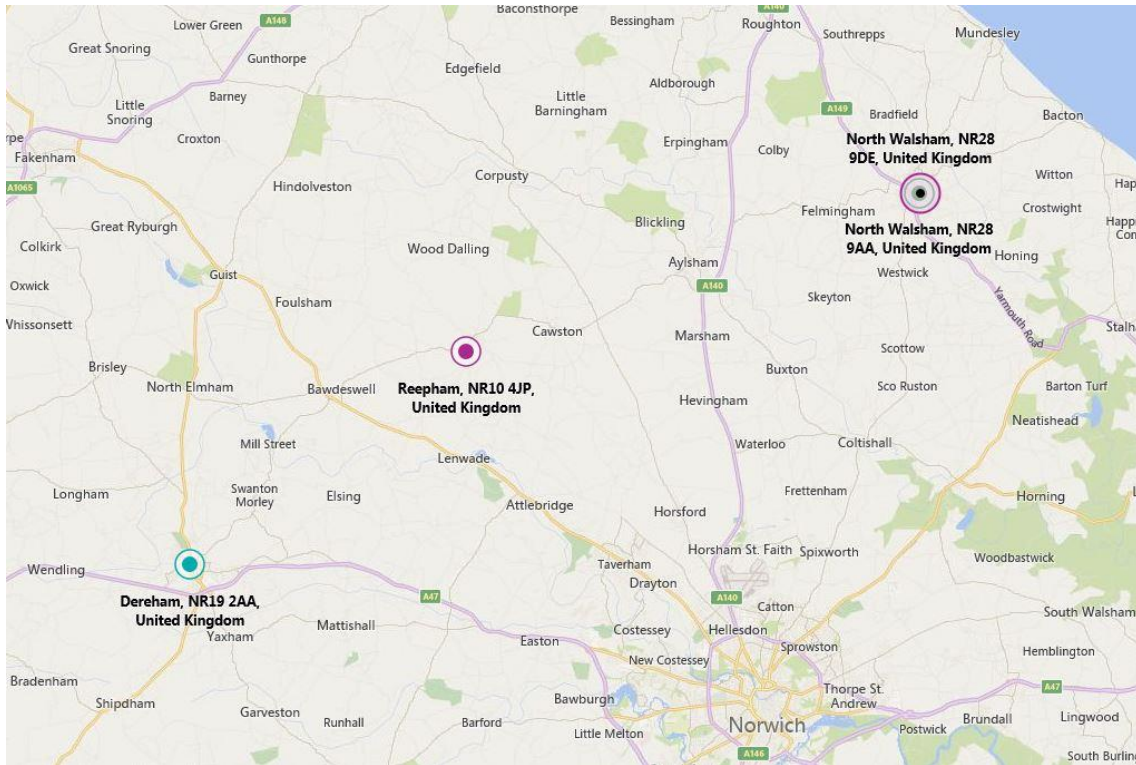 Baconsthorpe
A140
Lower Green
A148
Bessingham
Roughton
Southrepps
Mundesley
Great Snoring
Gunthorpe
Edgefield
Aldborough
Little
Snoring
Barney
Little
Barningham
A149
Bradfield
Bacton
Croxton
Erpingham
Colby
North Walsham, NR28
9DE, United Kingdom
Fakenham
Corpusty
Witton
A1065
Hindolveston
Felmingham
Crostwight
Great Ryburgh
Blickling
North Walsham, NR28
9AA, United Kingdom
Colkirk
Wood Dalling
Honing
Guist
Aylsham
Westwick
Oxwick
A140
Foulsham
Skeyton
Yarmouth
Road
Whissonsett
Cawston
Marsham
Scottow
Brisley
Buxton
North Elmham
Bawdeswell
Reepham, NR10 4JP,
United Kingdom
Sco Ruston
Barton Turf
Hevingham
Neatishead
Mill Street
Waterloo
Coltishall
Lenwade
Longham
Swanton
Morley
Elsing
Attlebridge
Frettenham
Horning
Horsford
Horsham St. Faith
Spixworth
Woodbastwick
Wendling
Taverham
Drayton
Dereham, NR19 2AA,
United Kingdom
A47
A140
Catton
South Walsham
Yaxham
Mattishall
Costessey
Hellesdon
Easton
Sprowston
Hemblington
New Costessey
Bradenham
A47
Shipdham
Bawburgh
Thorpe St.
Andrew
Garveston
Runhall
Barford
Norwich
Brundall
Lingwood
Little Melton
Postwick
A146